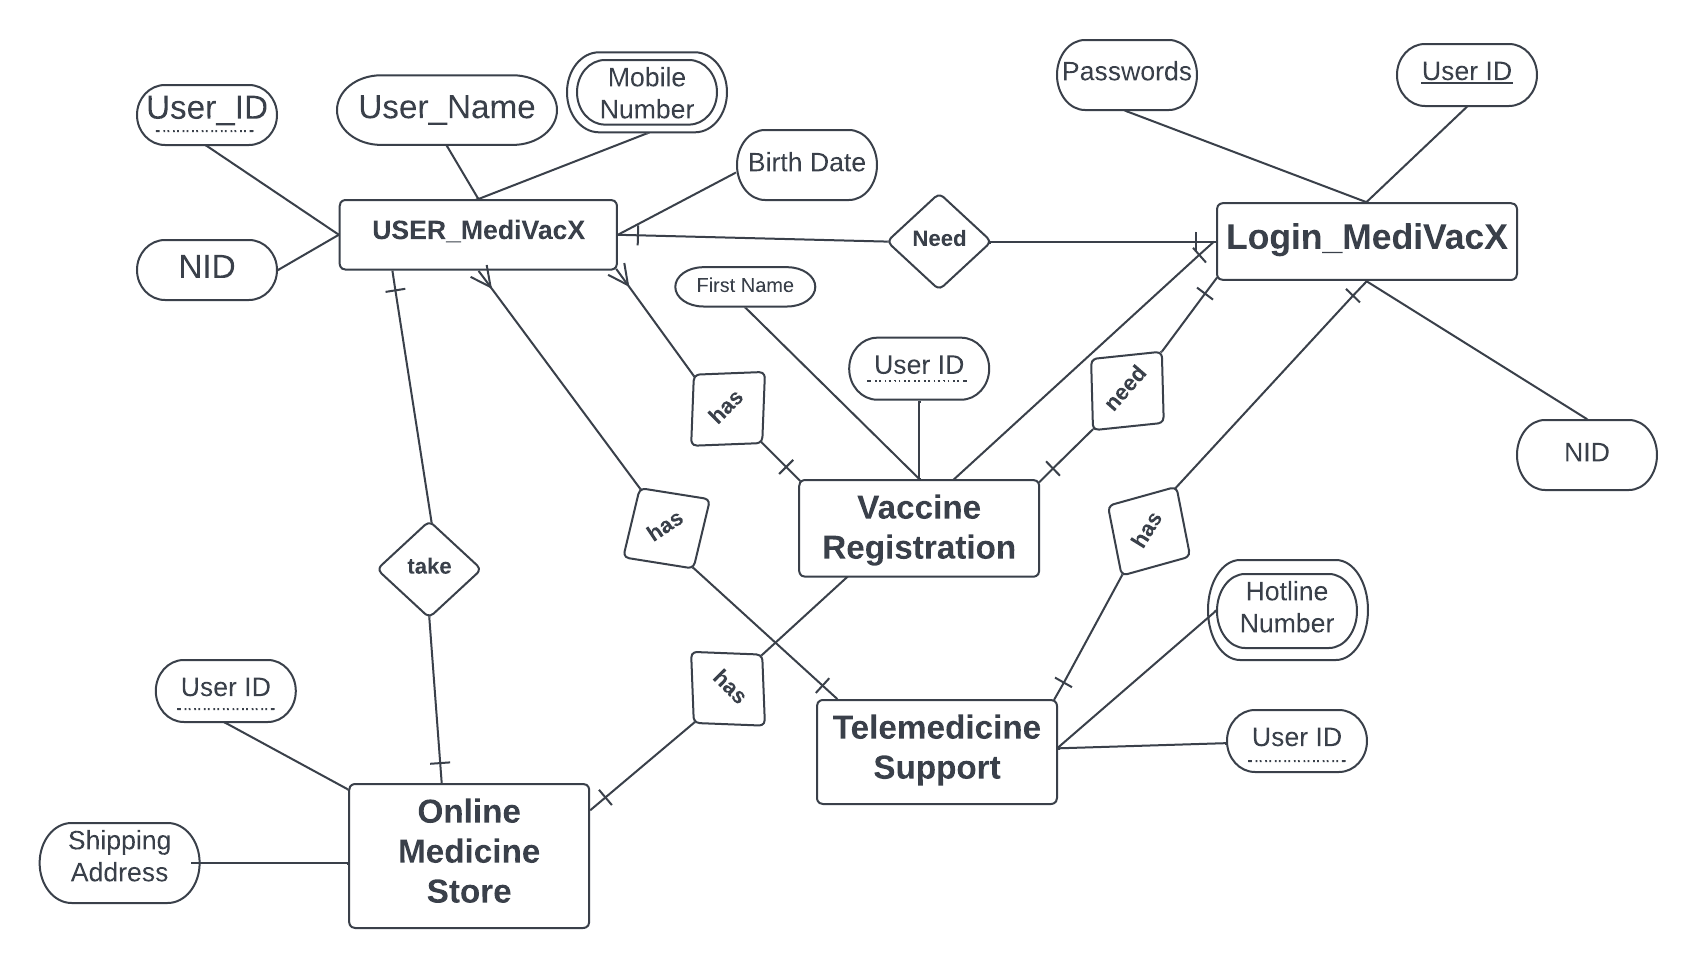 Passwords
User ID
User_ID
User_Name
Mobile
Number
Birth Date
USER_MediVacX
Need
Login_MediVacX
NID
First Name
User ID
has
need
NID
Vaccine
Registration
has
has
take
Hotline
Number
User ID
has
Telemedicine
Support
User ID
Online
Medicine
Store
Shipping
Address